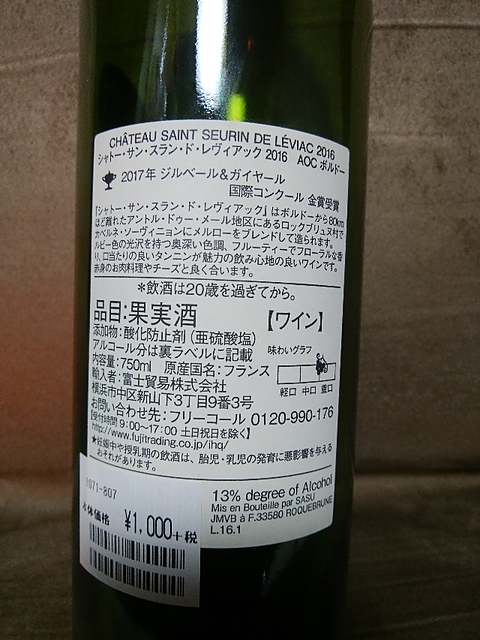 CHÂTEAU SAINT SEURIN DE LÉVIAC 2016
シャトー・サン・スラン・ド・レヴィアック 2016 AOC ボルドー
2017年 ジルベール&ガイヤール
国際コンクール 金賞受賞
『シャトー・サン・スラン・ド・レヴィアック』はボルドーから80km
ほど離れたアントル・ドゥー・メール地区にあるロックブリュヌ村で
カベルネ・ソーヴィニョンにメルローをブレンドして造られます。
ルビー色の光沢を持つ奥深い色調、フルーティーでフローラルな香
り、口当たりの良いタンニンが魅力の飲み心地の良いワインです。
赤身のお肉料理やチーズと良く合います。
*飲酒は20歳を過ぎてから。
品目:果実酒 【ワイン】
添加物:酸化防止剤(亜硫酸塩)
アルコール分は裏ラベルに記載 味わいグラフ
内容量:750ml 原産国名:フランス
輸入者:富士貿易株式会社 軽口 中口 重口
横浜市中区新山下3丁目9番3号
お問い合わせ先:フリーコール 0120-990-176
【受付時間 9:00~17:00 土日祝日を除く】
http://www.fujitrading.co.jp/ihq/
★妊娠中や授乳期の飲酒は、胎児・乳児の発育に悪影響を与える
おそれがあります。
1971-807
本体価格 ¥1,000+税
13% degree of Alcohol
Mis en Bouteille par SASU
JMVB à F.33580 ROQUEBRUNE
L.16.1